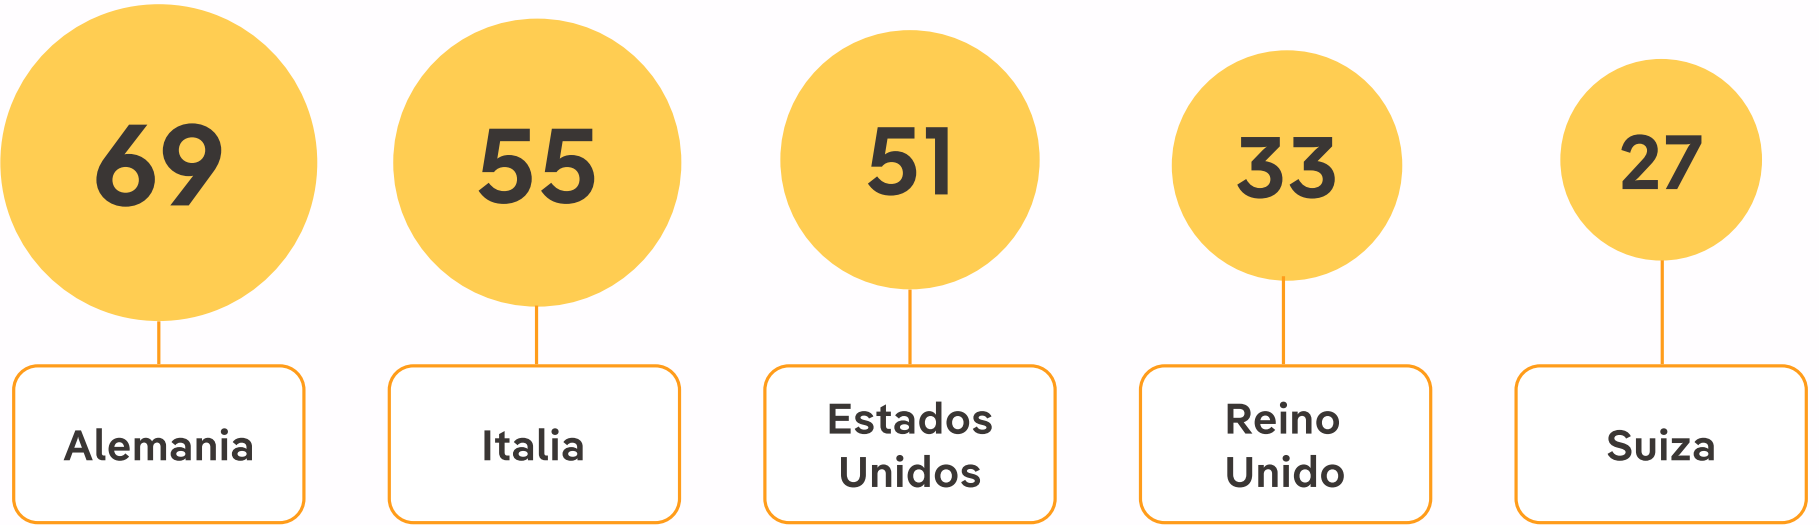 69
55
51
33
27
Alemania
Italia
Estados
Unidos
Reino
Unido
Suiza